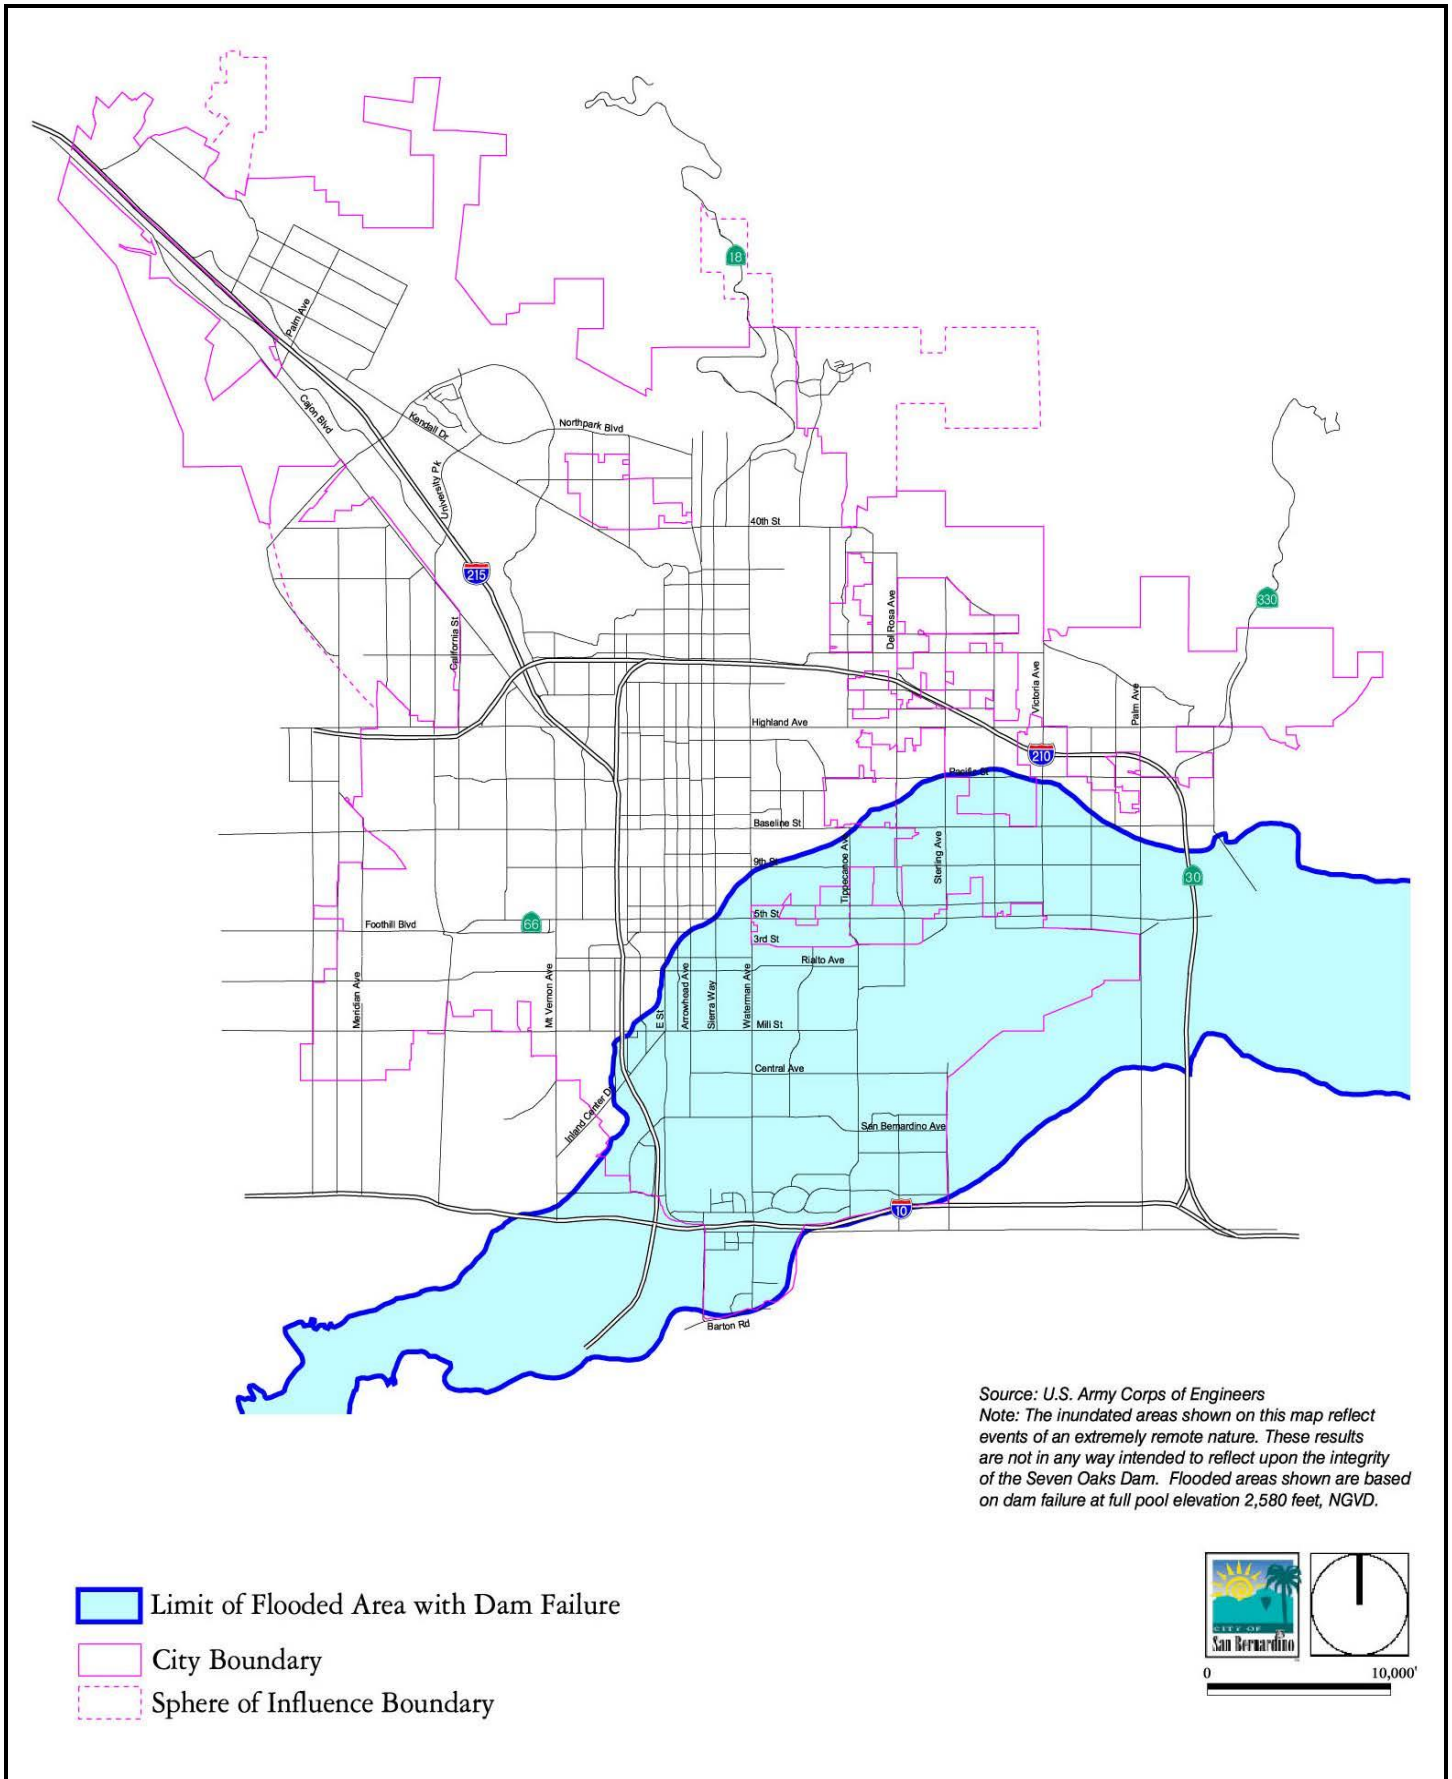 18
Palm Ave
Cajon Blvd
Kendall Dr
Northpark Blvd
University Pk
40th St
215
330
Del Rosa Ave
California St
Victoria Ave
Palm Ave
Highland Ave
210
Pacific St
Baseline St
Tippecanoe Av
Sterling Ave
9th St
30
5th St
Foothill Blvd
66
3rd St
Rialto Ave
Meridian Ave
Mt Vernon Ave
E St
Arrowhead Ave
Sierra Way
Waterman Ave
Mill St
Central Ave
Inland Center D
San Bernardino Ave
10
Barton Rd
Source: U.S. Army Corps of Engineers
Note: The inundated areas shown on this map reflect
events of an extremely remote nature. These results
are not in any way intended to reflect upon the integrity
of the Seven Oaks Dam. Flooded areas shown are based
on dam failure at full pool elevation 2,580 feet, NGVD.
Limit of Flooded Area with Dam Failure
City Boundary
Sphere of Influence Boundary
CITY OF
San Bernardino
0 10,000'